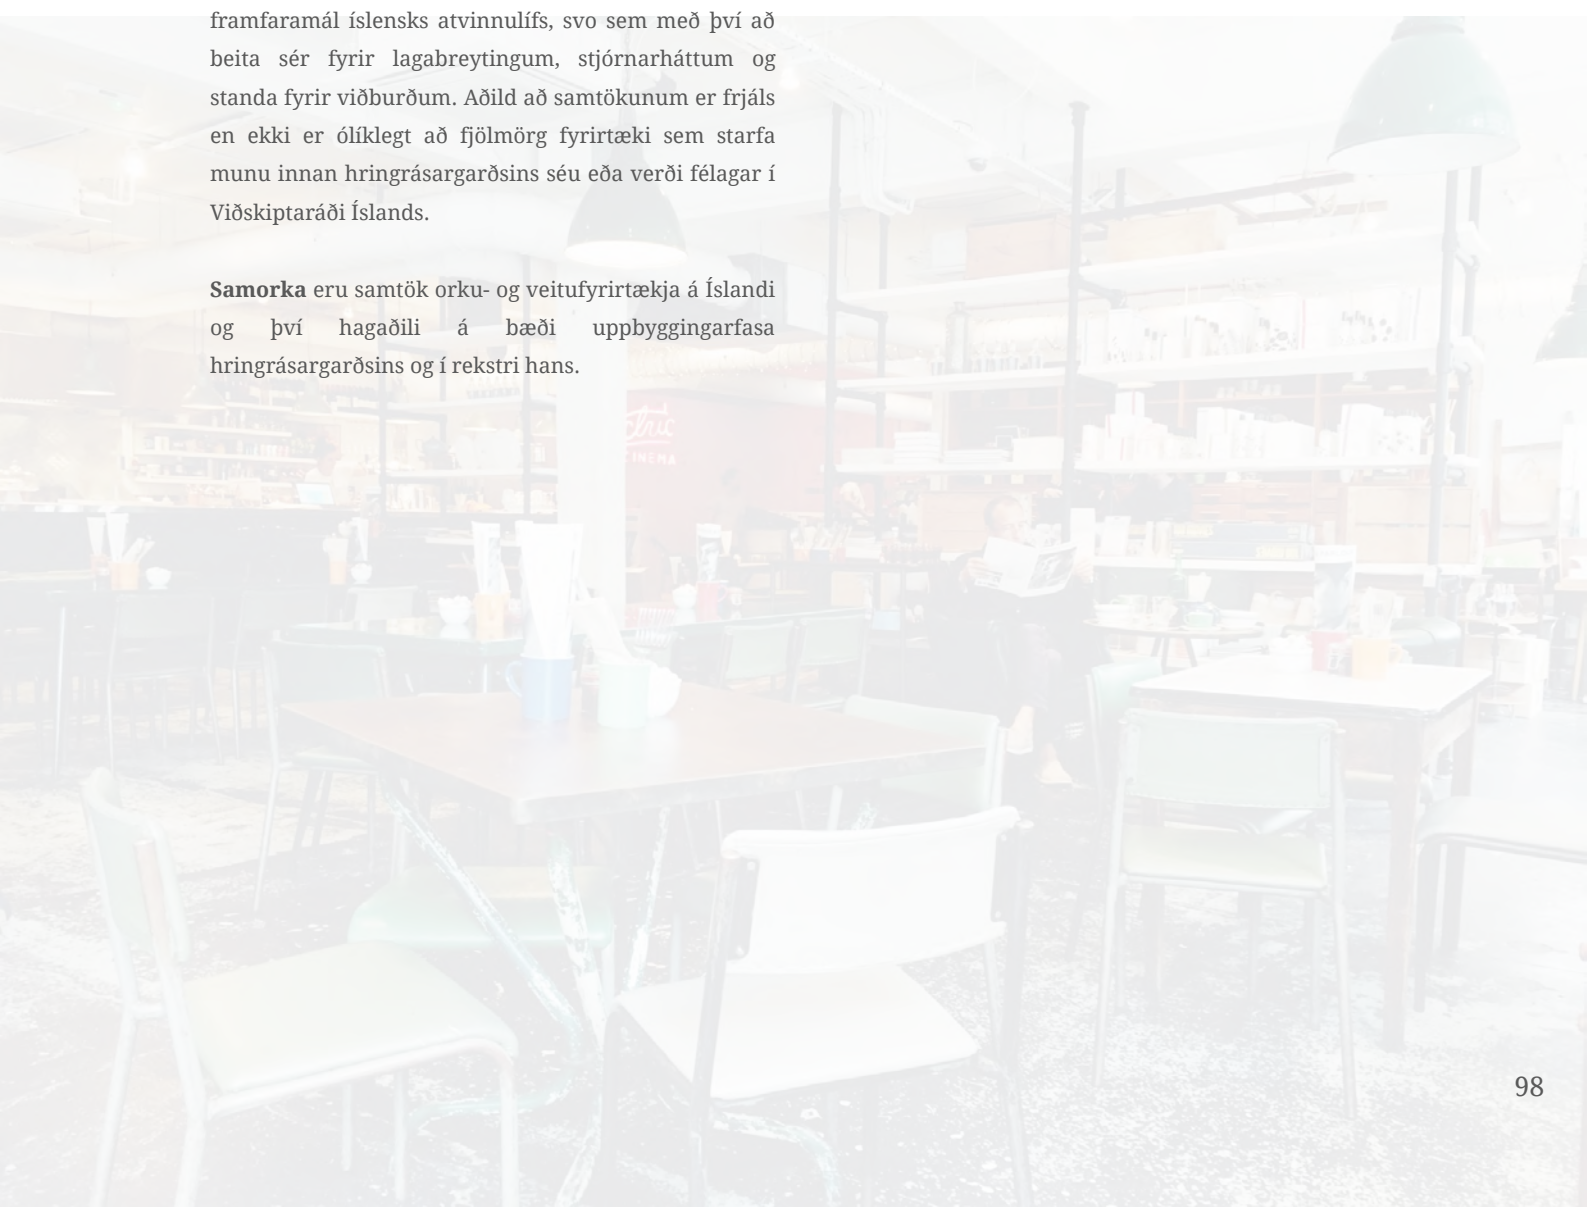 framfaramál íslensks atvinnulífs, svo sem með því að
beita sér fyrir lagabreytingum, stjórnarháttum og
standa fyrir viðburðum. Aðild að samtökunum er frjáls
en ekki er ólíklegt að fjölmörg fyrirtæki sem starfa
munu innan hringrásargarðsins séu eða verði félagar í
Viðskiptaráði Íslands.
Samorka eru samtök orku- og veitufyrirtækja á Íslandi
og því hagaðili á bæði uppbyggingarfasa
hringrásargarðsins og í rekstri hans.
CINEMA
98